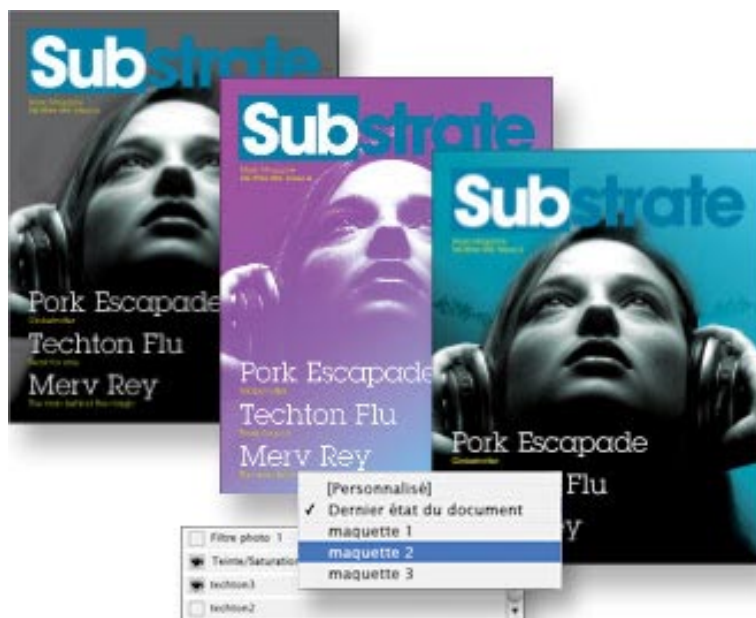 Substrate
Pork Escapade
Techton Flu
Merv Rey
Substrate
Pork Escapade
Techton Flu
Merv Rey
Substrate
Pork Escapade
Flu
y
[Personnalisé]
✓ Dernier état du document
maquette 1
maquette 2
maquette 3
Filtre photo 1
Teinte/Saturation
techton3
techton2